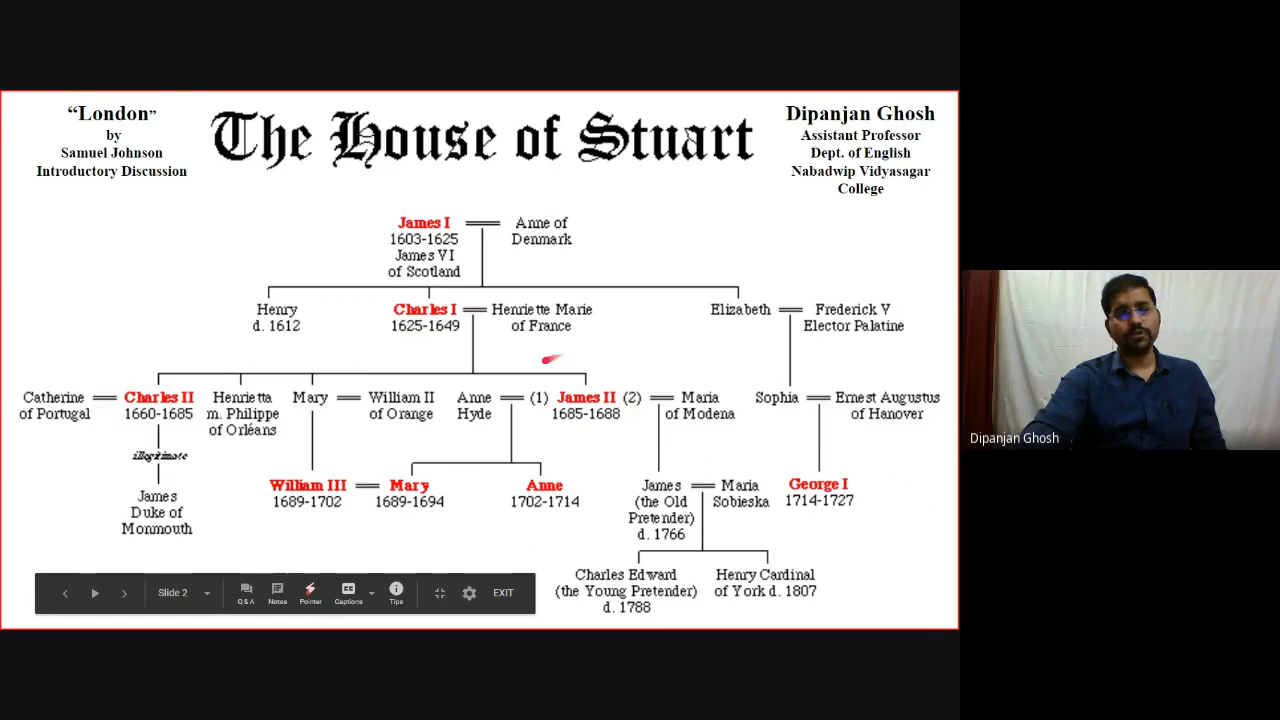 “London”
by
Samuel Johnson
Introductory Discussion
The House of Stuart
Dipanjan Ghosh
Assistant Professor
Dept. of English
Nabadwip Vidyasagar
College
James I
1603-1625
James VI
of Scotland
Anne of
Denmark
Henry
d. 1612
Charles I
1625-1649
Henriette Marie
of France
Elizabeth
Frederick V
Elector Palatine
Catherine
of Portugal
Charles II
1660-1685
Henrietta
m. Philippe
of Orléans
Mary
William II
of Orange
Anne
Hyde
(1) James II (2)
1685-1688
Maria
of Modena
Sophia
Ernest Augustus
of Hanover
illegitimate
James
Duke of
Monmouth
William III
1689-1702
Mary
1689-1694
Anne
1702-1714
James
(the Old
Pretender)
d. 1766
Maria
Sobieska
George I
1714-1727
Charles Edward
(the Young Pretender)
d. 1788
Henry Cardinal
of York d. 1807
Slide 2
Q & A
Notes
Pointer
Captions
Tips
EXIT
Dipanjan Ghosh